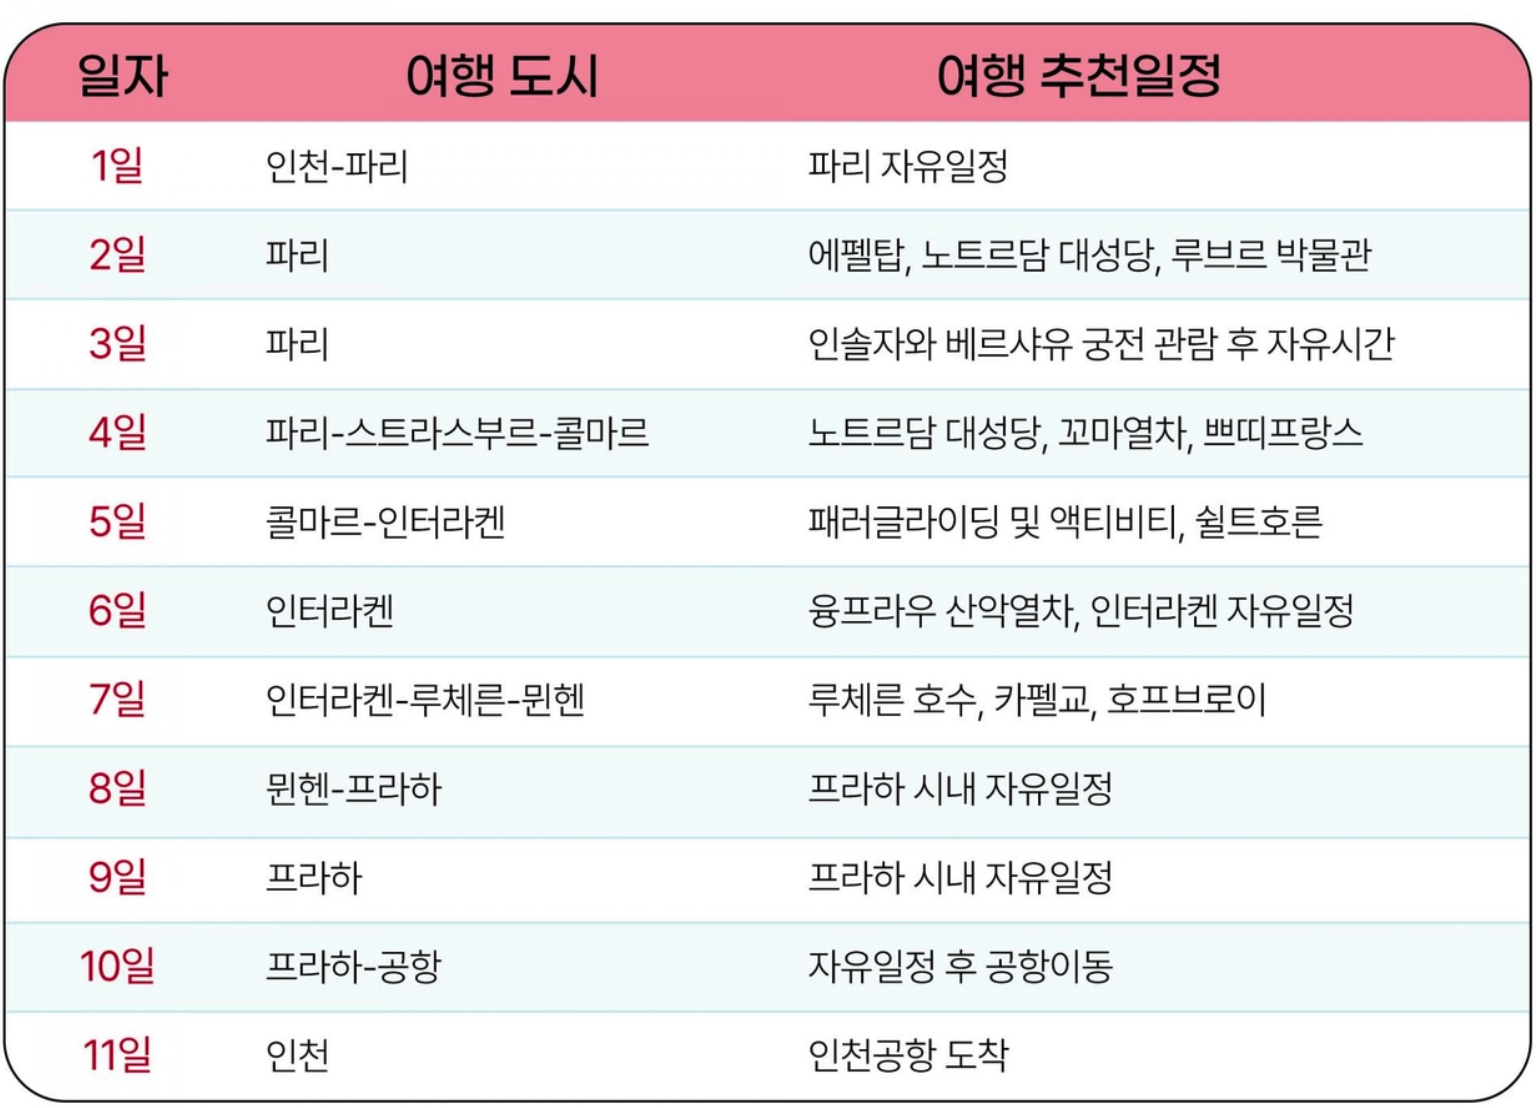 일자 여행 도시 여행 추천일정
1일 인천-파리 파리 자유일정
2일 파리 에펠탑, 노트르담 대성당, 루브르 박물관
3일 파리 인솔자와 베르샤유 궁전 관람 후 자유시간
4일 파리-스트라스부르-콜마르 노트르담 대성당, 꼬마열차, 쁘띠프랑스
5일 콜마르-인터라켄 패러글라이딩 및 액티비티, 쉴트호른
6일 인터라켄 융프라우 산악열차, 인터라켄 자유일정
7일 인터라켄-루체른-뮌헨 루체른 호수, 카펠교, 호프브로이
8일 뮌헨-프라하 프라하 시내 자유일정
9일 프라하 프라하 시내 자유일정
10일 프라하-공항 자유일정 후 공항이동
11일 인천 인천공항 도착